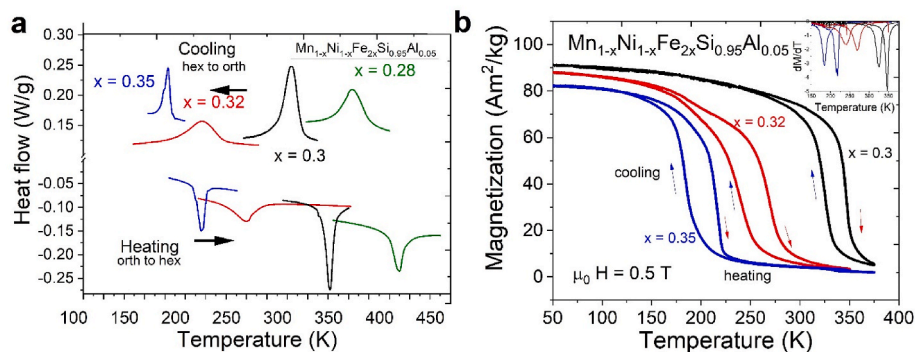 a
b
0.30
0.25
0.20
0.15
-0.05
-0.10
-0.15
-0.20
-0.25
Heat flow (W/g)
Cooling
hex to orth
Mn1-xNi1-xFe2xSi0.95Al0.05
x = 0.35
x = 0.32
x = 0.28
x = 0.3
Heating
orth to hex
100 100 150 200 250 300 350 400 450
Temperature (K)
100
80
60
40
20
0
Magnetization (Am2/kg)
Mn1-xNi1-xFe2xSi0.95Al0.05
dM/dT
Temperature (K)
x = 0.32
x = 0.3
cooling
x = 0.35
heating
μ0 H = 0.5 T
50 100 150 200 250 300 350 400
Temperature (K)